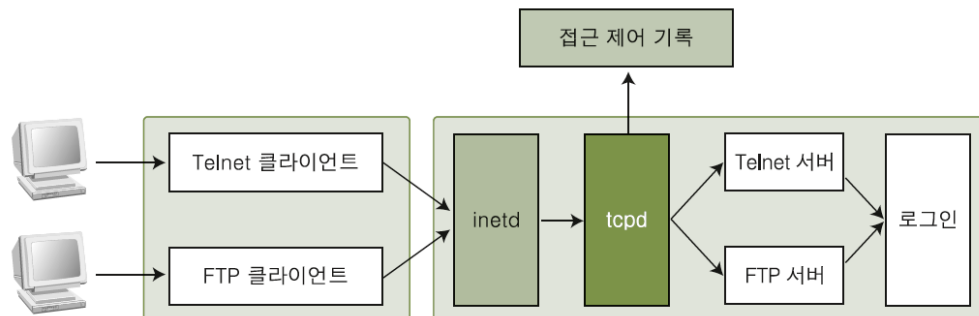 접근 제어 기록
Telnet 클라이언트
FTP 클라이언트
inetd
tcpd
Telnet 서버
FTP 서버
로그인